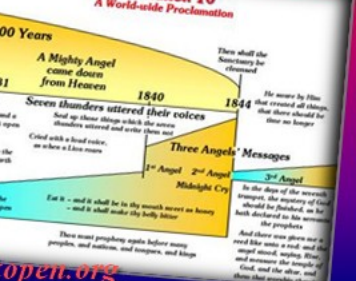 A World-wide Proclamation
00 Years
A Mighty Angel
came down
from Heaven
Then shall the
Sanctuary be
cleansed
1840
1844
He swore by Him
that created all things,
that there should be
time no longer
Seven thunders uttered their voices
Seal up those things which the seven
thunders uttered and write them not
Cried with a loud voice,
as when a Lion roars
Three Angels' Messages
1st Angel 2nd Angel
3rd Angel
Midnight Cry
Eat it - and it shall be in thy mouth sweet as honey
- and it shall make thy belly bitter
In the days of the seventh
trumpet, the mystery of God
should be finished, as he
hath declared to his servants
the prophets
Thou must prophesy again before many
peoples, and nations, and tongues, and kings
And there was given me a
reed like unto a rod: and the
angel stood, saying, Rise,
and measure the temple of
God, and the altar, and
open.org